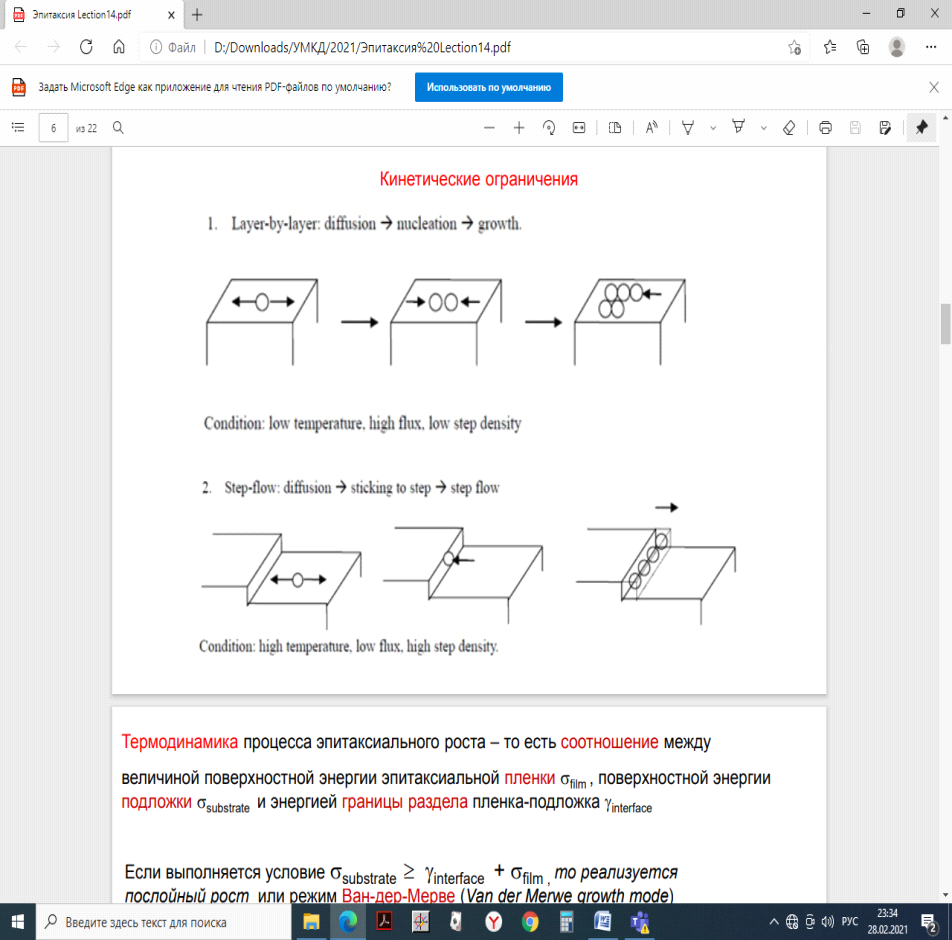 Эпитаксия Lection14.pdf
Файл
D:/Downloads/УМКД/2021/Эпитаксия%20Lection14.pdf
Задать Microsoft Edge как приложение для чтения PDF-файлов по умолчанию?
Использовать по умолчанию
6 из 22
Кинетические ограничения
1. Layer-by-layer: diffusion → nucleation → growth.
Condition: low temperature, high flux, low step density
2. Step-flow: diffusion → sticking to step → step flow
Condition: high temperature, low flux, high step density.
Термодинамика процесса эпитаксиального роста – то есть соотношение между
величиной поверхностной энергии эпитаксиальной пленки σfilm , поверхностной энергии
подложки σsubstrate и энергией границы раздела пленка-подложка γinterface
Если выполняется условие σsubstrate ≥ γinterface + σfilm , то реализуется
послойный рост или режим Ван-дер-Мерве (Van der Merwe growth mode)
Введите здесь текст для поиска
РУС
23:34
28.02.2021
2